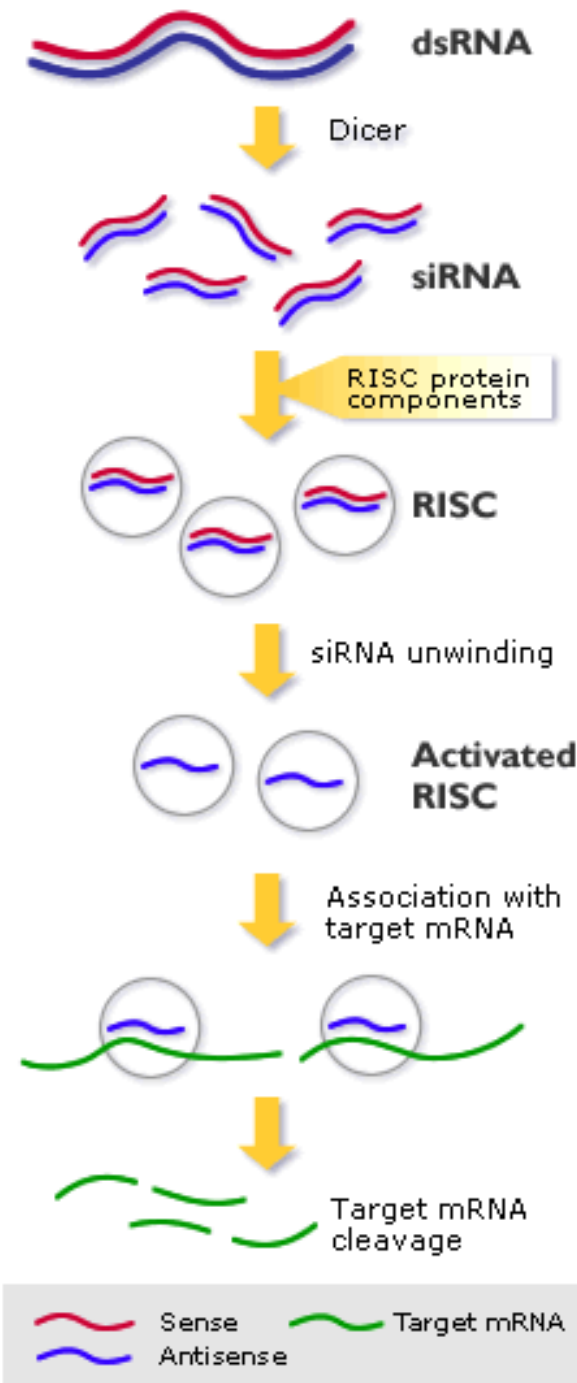 dsRNA
Dicer
siRNA
RISC protein
components
RISC
siRNA unwinding
Activated
RISC
Association with
target mRNA
Target mRNA
cleavage
Sense
Target mRNA
Antisense